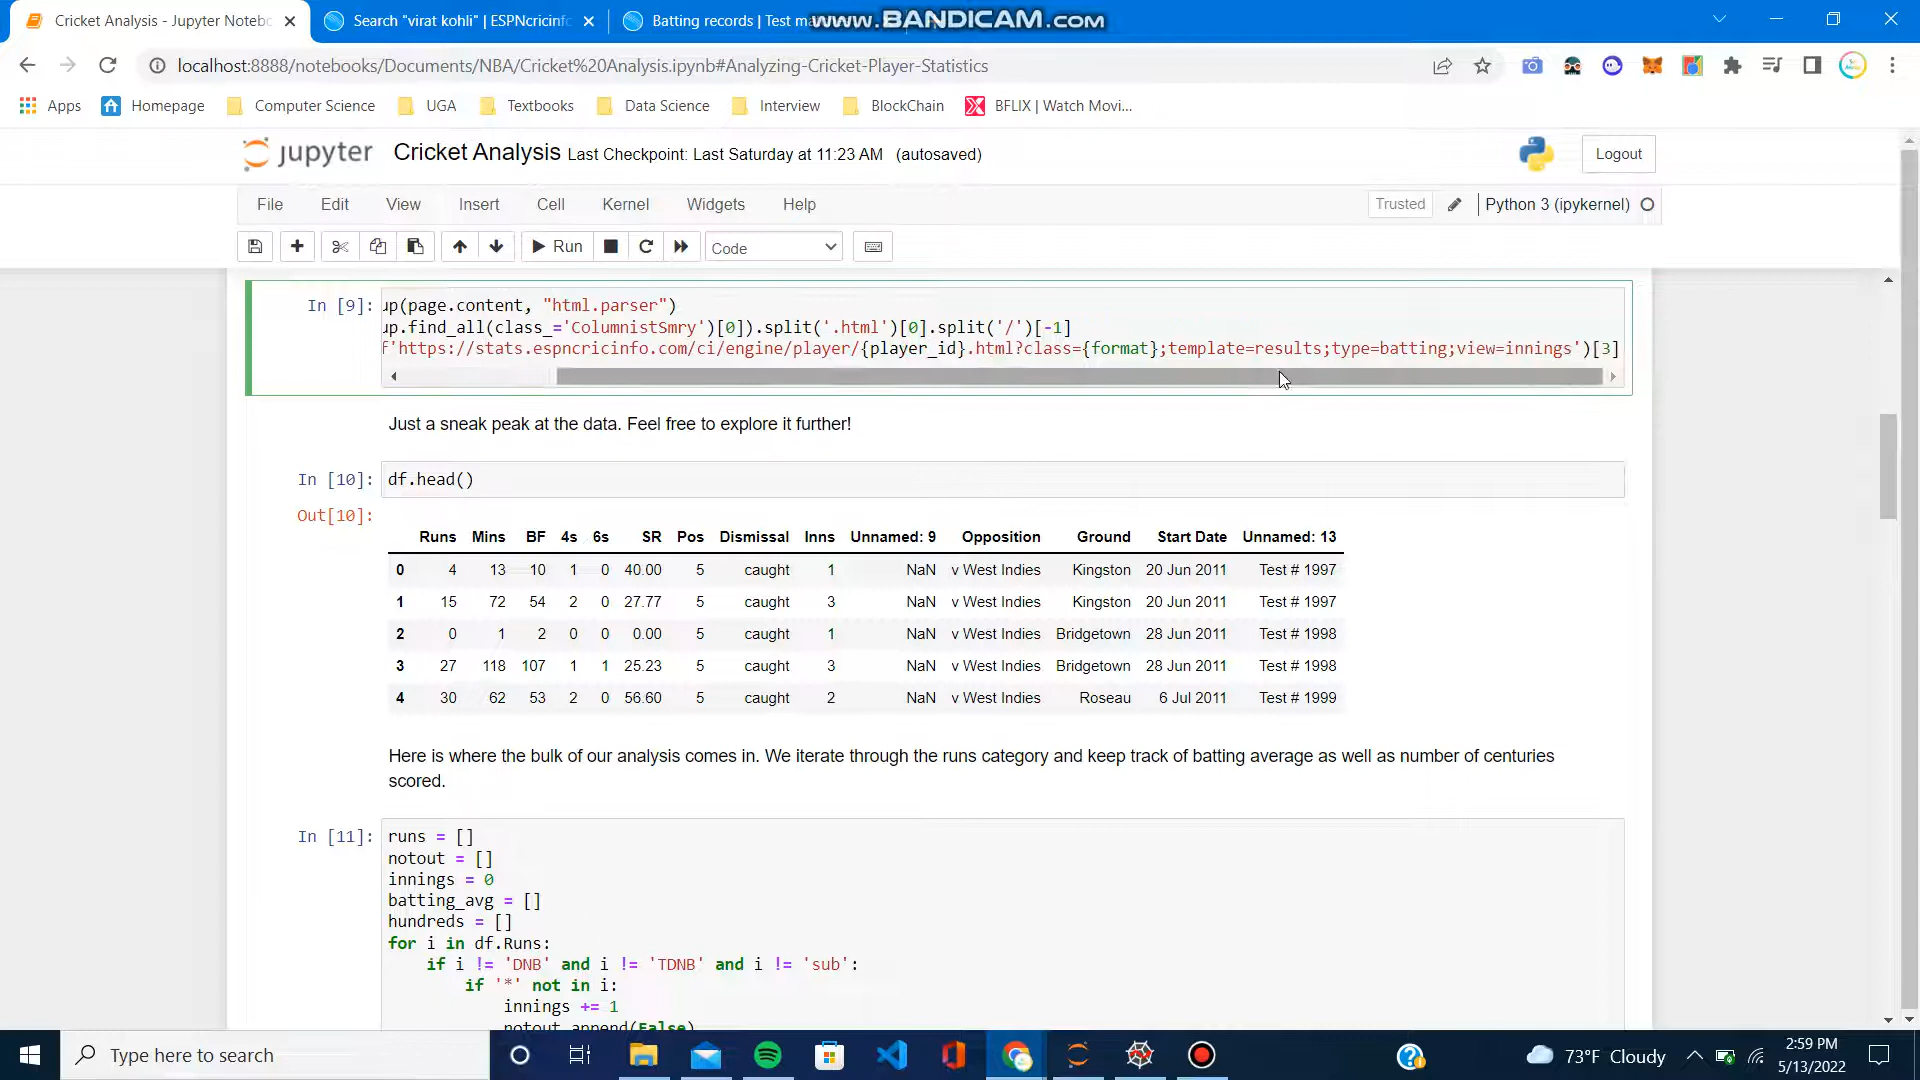 Cricket Analysis - Jupyter Noteb
Search "virat kohli" | ESPNcricinfo
Batting records | Test ma
www.BANDICAM.com
localhost:8888/notebooks/Documents/NBA/Cricket%20Analysis.ipynb#Analyzing-Cricket-Player-Statistics
Apps Homepage Computer Science UGA Textbooks Data Science Interview BlockChain BFLIX | Watch Movi...
jupyter Cricket Analysis Last Checkpoint: Last Saturday at 11:23 AM (autosaved) Logout
File Edit View Insert Cell Kernel Widgets Help Trusted Python 3 (ipykernel)
Run Code
In [9]: up(page.content, "html.parser")
up.find_all(class_='ColumnistSmry')[0]).split('.html')[0].split('/')[-1]
f'https://stats.espncricinfo.com/ci/engine/player/{player_id}.html?class={format};template=results;type=batting;view=innings')[3]
Just a sneak peak at the data. Feel free to explore it further!
In [10]: df.head()
Out[10]:
Runs Mins BF 4s 6s SR Pos Dismissal Inns Unnamed: 9 Opposition Ground Start Date Unnamed: 13
0 4 13 10 1 0 40.00 5 caught 1 NaN v West Indies Kingston 20 Jun 2011 Test # 1997
1 15 72 54 2 0 27.77 5 caught 3 NaN v West Indies Kingston 20 Jun 2011 Test # 1997
2 0 1 2 0 0 0.00 5 caught 1 NaN v West Indies Bridgetown 28 Jun 2011 Test # 1998
3 27 118 107 1 1 25.23 5 caught 3 NaN v West Indies Bridgetown 28 Jun 2011 Test # 1998
4 30 62 53 2 0 56.60 5 caught 2 NaN v West Indies Roseau 6 Jul 2011 Test # 1999
Here is where the bulk of our analysis comes in. We iterate through the runs category and keep track of batting average as well as number of centuries
scored.
In [11]: runs = []
notout = []
innings = 0
batting_avg = []
hundreds = []
for i in df.Runs:
if i != 'DNB' and i != 'TDNB' and i != 'sub':
if '*' not in i:
innings += 1
notout.append(False)
Type here to search
73°F Cloudy
2:59 PM
5/13/2022